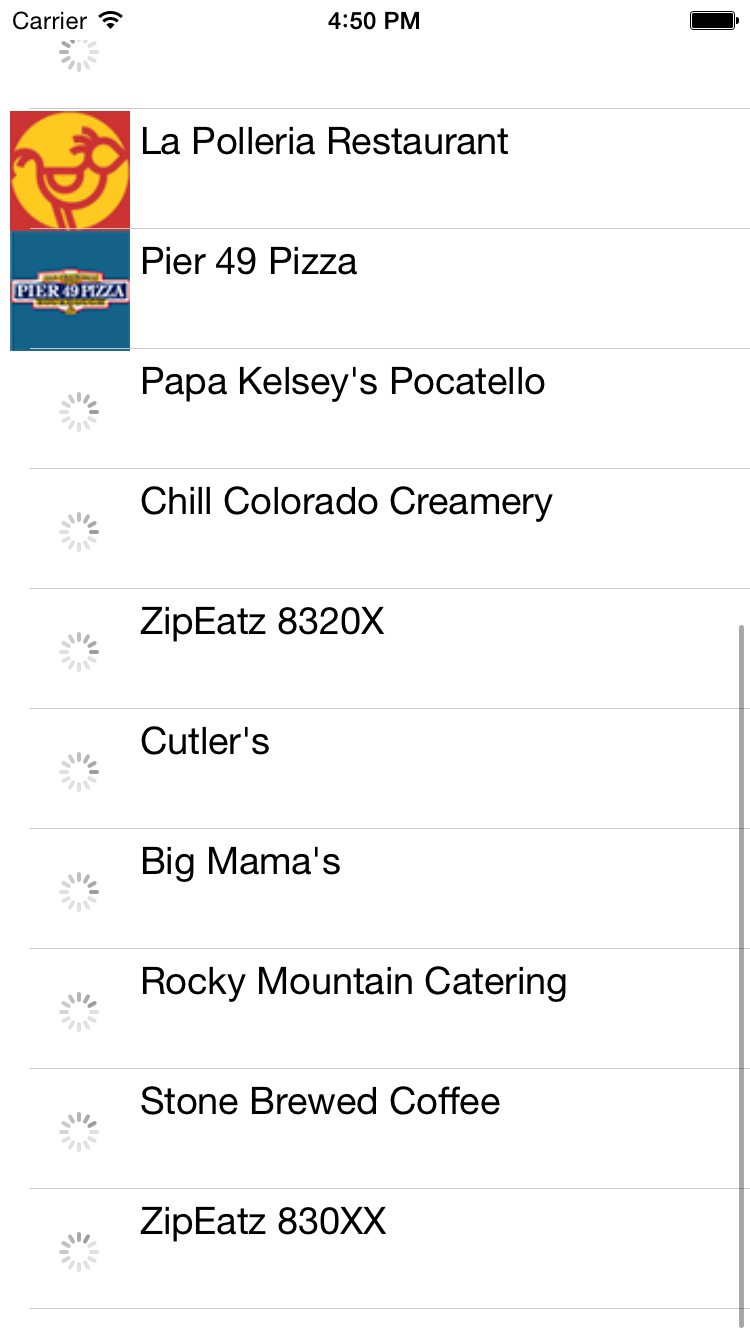 Carrier 4:50 PM
La Polleria Restaurant
Pier 49 Pizza
PIER 49 PIZZA
Papa Kelsey's Pocatello
Chill Colorado Creamery
ZipEatz 8320X
Cutler's
Big Mama's
Rocky Mountain Catering
Stone Brewed Coffee
ZipEatz 830XX